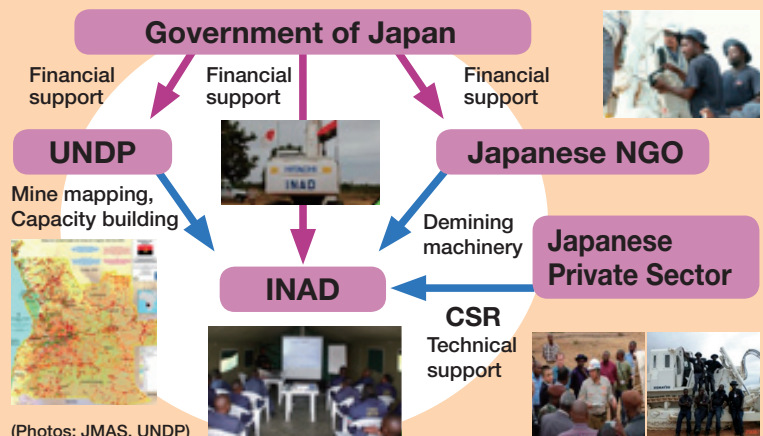 Government of Japan
Financial
support
Financial
support
Financial
support
UNDP
Japanese NGO
HITACHI
INAD
Mine mapping,
Capacity building
Demining
machinery
Japanese
Private Sector
INAD
CSR
Technical
support
(Photos: JMAS, UNDP)